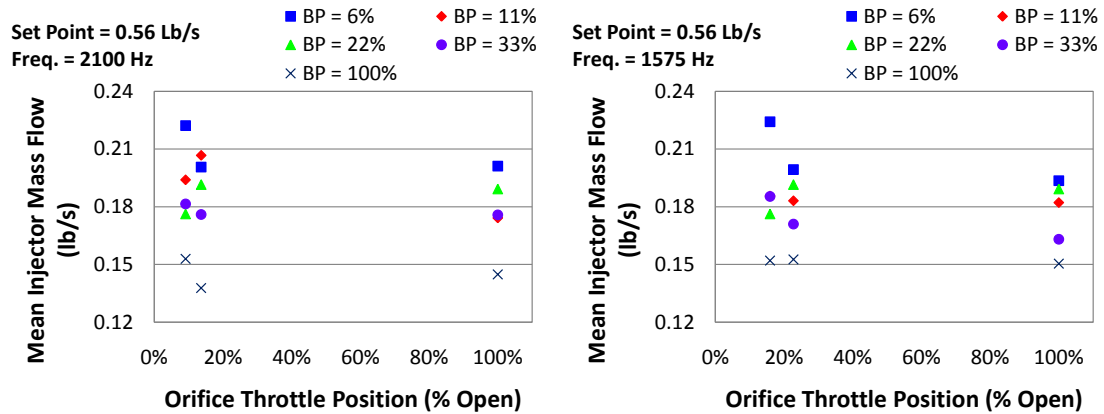 Set Point = 0.56 Lb/s
Freq. = 2100 Hz
BP = 6%
BP = 11%
BP = 22%
BP = 33%
BP = 100%
Mean Injector Mass Flow
(lb/s)
0.24
0.21
0.18
0.15
0.12
0% 20% 40% 60% 80% 100%
Orifice Throttle Position (% Open)
Set Point = 0.56 Lb/s
Freq. = 1575 Hz
BP = 6%
BP = 11%
BP = 22%
BP = 33%
BP = 100%
Mean Injector Mass Flow
(lb/s)
0.24
0.21
0.18
0.15
0.12
0% 20% 40% 60% 80% 100%
Orifice Throttle Position (% Open)